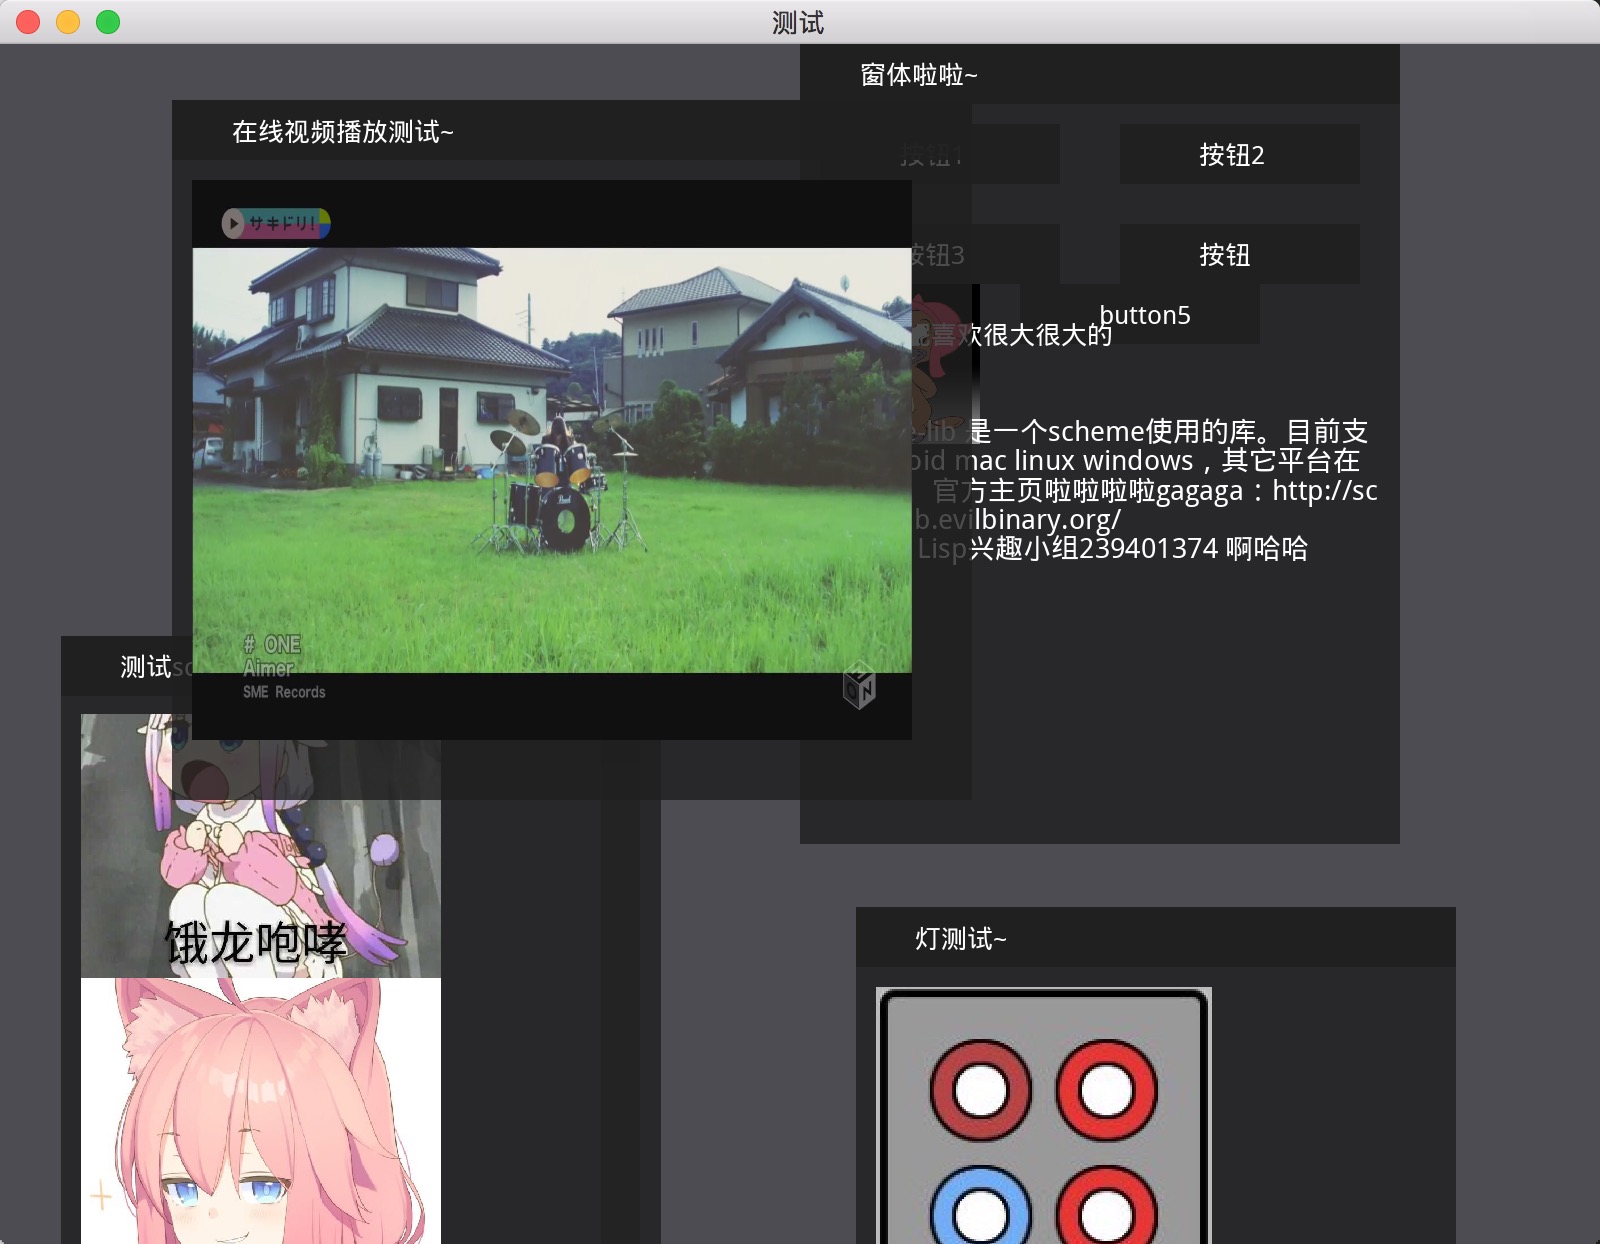 测试
窗体啦啦~
在线视频播放测试~
按钮1
按钮2
サキドリ!
按钮3
按钮
button5
喜欢很大很大的
e-lib 是一个scheme使用的库。目前支
oid mac linux windows，其它平台在
官方主页啦啦啦啦gagaga：http://sc
b.evilbinary.org/
Lisp兴趣小组239401374 啊哈哈
Pearl
# ONE
Aimer
SME Records
ON
测试sc
饿龙咆哮
灯测试~